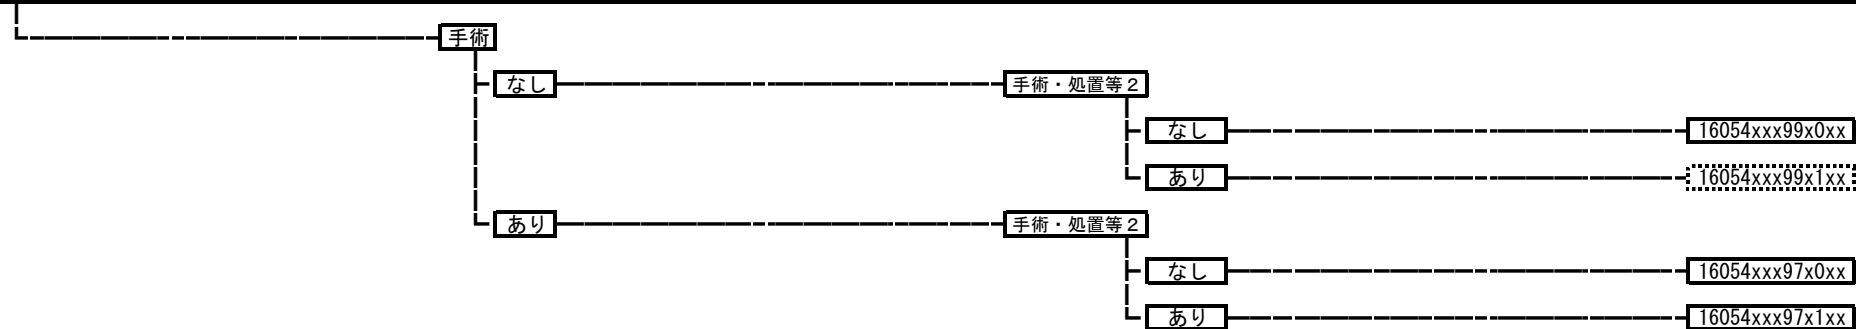 手術
なし 手術・処置等２
なし 16054xxx99x0xx
あり 16054xxx99x1xx
あり 手術・処置等２
なし 16054xxx97x0xx
あり 16054xxx97x1xx